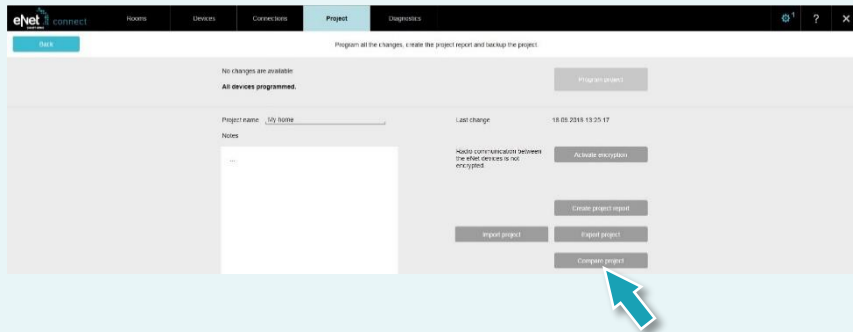 eNet connect
SMART HOME
Rooms
Devices
Connections
Project
Diagnostics
1
?
Back
Program all the changes, create the project report and backup the project.
No changes are available
All devices programmed.
Program project
Project name
My home
Last change
18.05.2018 13:25:17
Notes
...
Radio communication between
the eNet devices is not
encrypted.
Activate encryption
Create project report
Import project
Export project
Compare project